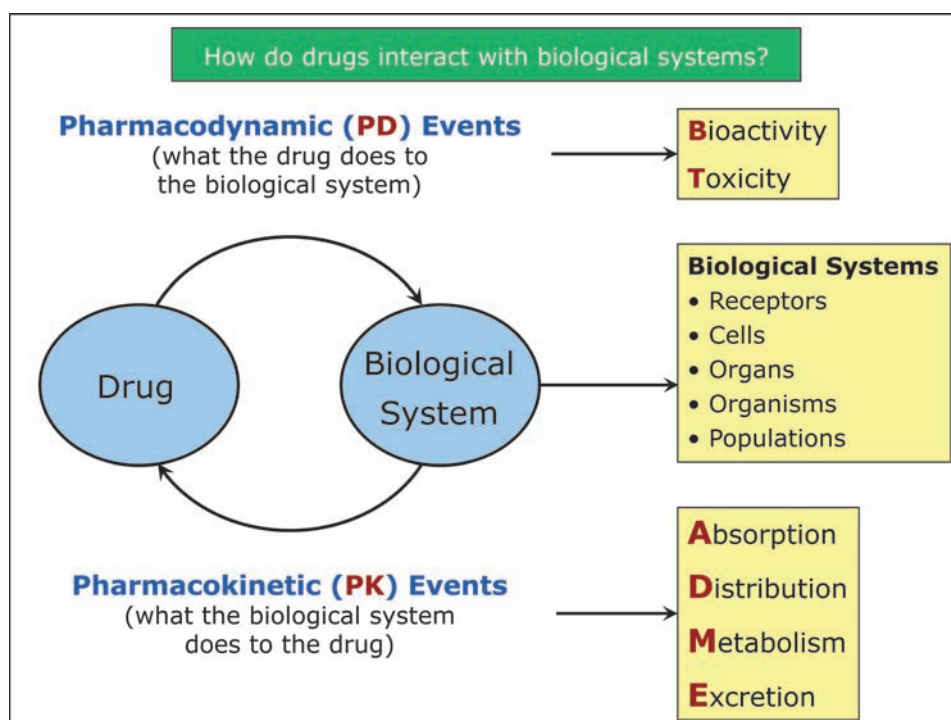 How do drugs interact with biological systems?
Pharmacodynamic (PD) Events
(what the drug does to
the biological system)
Bioactivity
Toxicity
Drug
Biological
System
Biological Systems
• Receptors
• Cells
• Organs
• Organisms
• Populations
Pharmacokinetic (PK) Events
(what the biological system
does to the drug)
Absorption
Distribution
Metabolism
Excretion